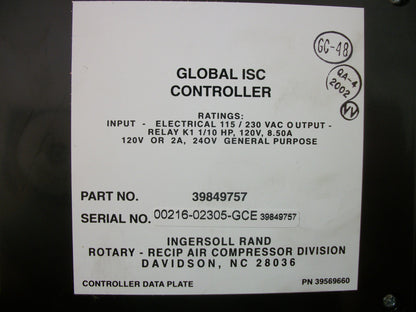 GC-48
QA-4
2002
VV
GLOBAL ISC
CONTROLLER
RATINGS:
INPUT - ELECTRICAL 115 / 230 VAC OUTPUT -
RELAY K1 1/10 HP, 120V, 8.50A
120V OR 2A, 24OV GENERAL PURPOSE
PART NO. 39849757
SERIAL NO. 00216-02305-GCE 39849757
INGERSOLL RAND
ROTARY - RECIP AIR COMPRESSOR DIVISION
DAVIDSON, NC 28036
CONTROLLER DATA PLATE PN 39569660